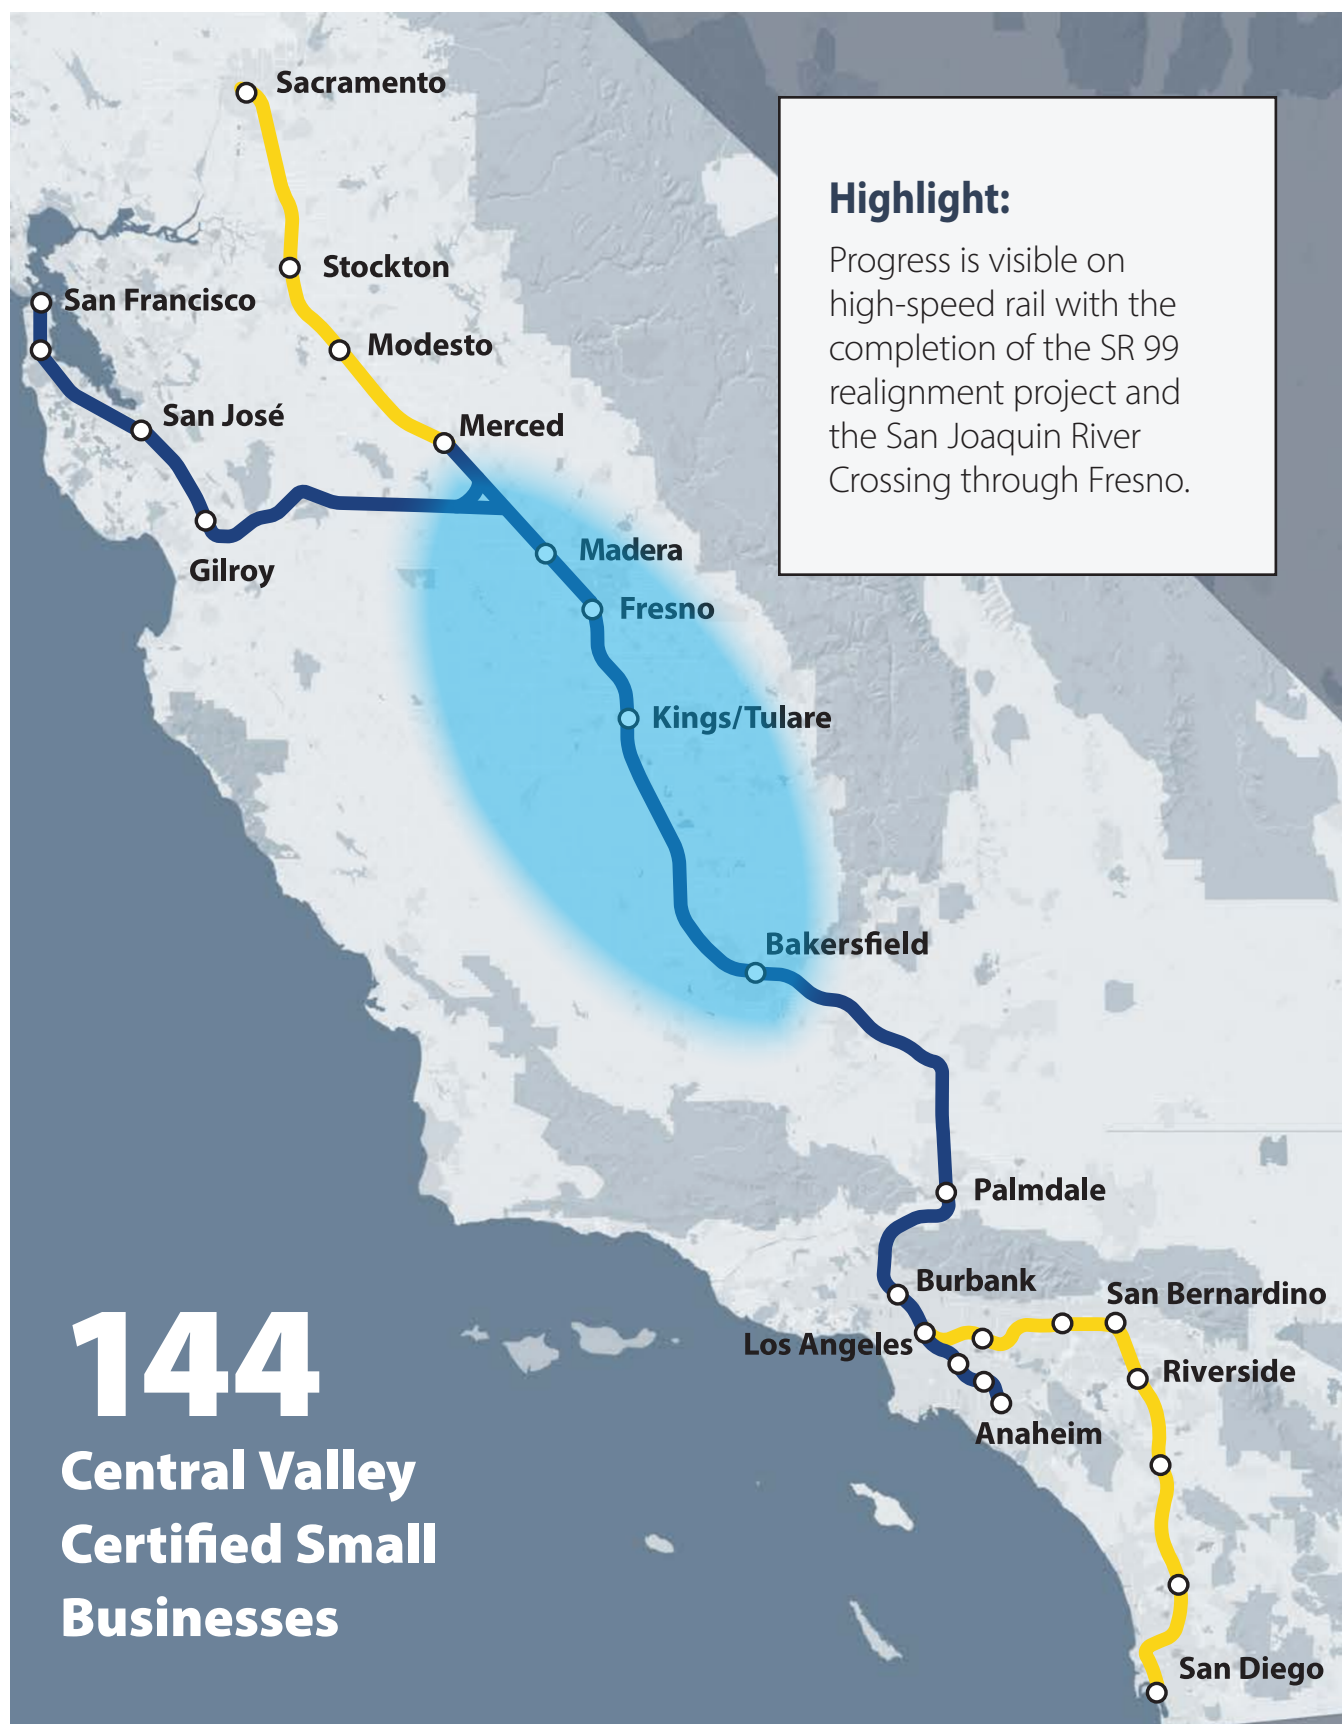 Sacramento
Highlight:
Progress is visible on
high-speed rail with the
completion of the SR 99
realignment project and
the San Joaquin River
Crossing through Fresno.
Stockton
San Francisco
Modesto
San José
Merced
Gilroy
Madera
Fresno
Kings/Tulare
Bakersfield
Palmdale
Burbank
San Bernardino
Los Angeles
Riverside
Anaheim
144
Central Valley
Certified Small
Businesses
San Diego